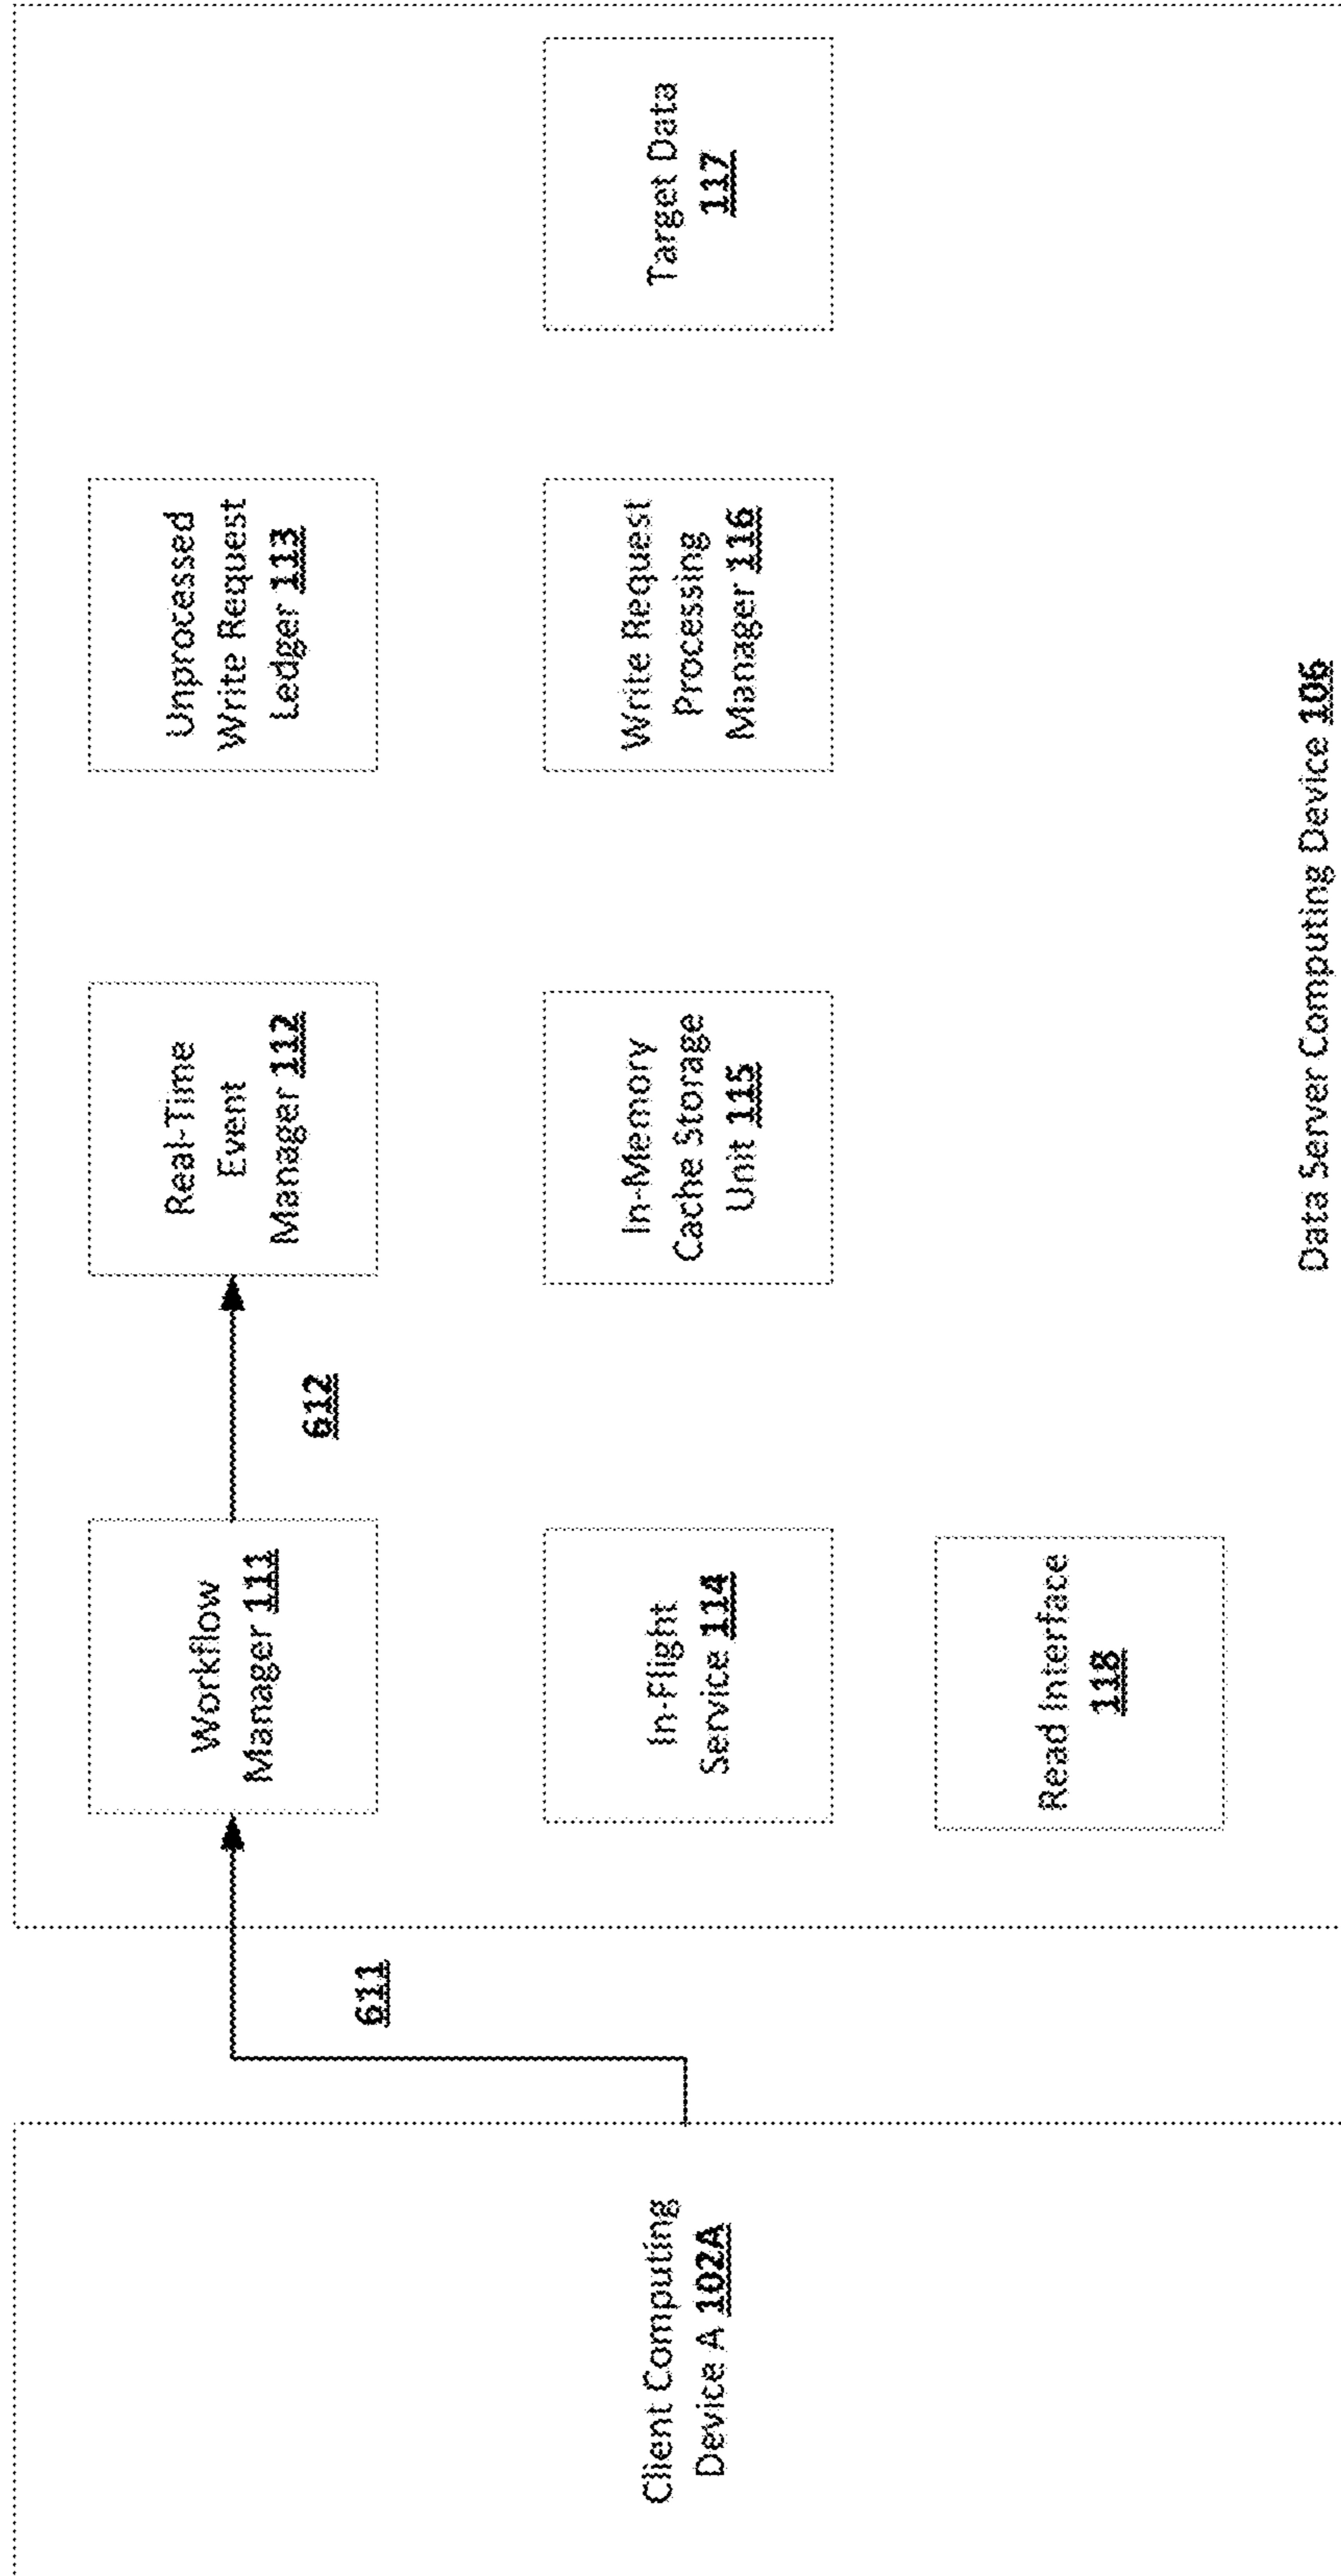 Client Computing
Device A 102A
611
Workflow
Manager 111
612
Real-Time
Event
Manager 112
Unprocessed
Write Request
Ledger 113
In-Flight
Service 114
In-Memory
Cache Storage
Unit 115
Write Request
Processing
Manager 116
Target Data
117
Read Interface
118
Data Server Computing Device 106